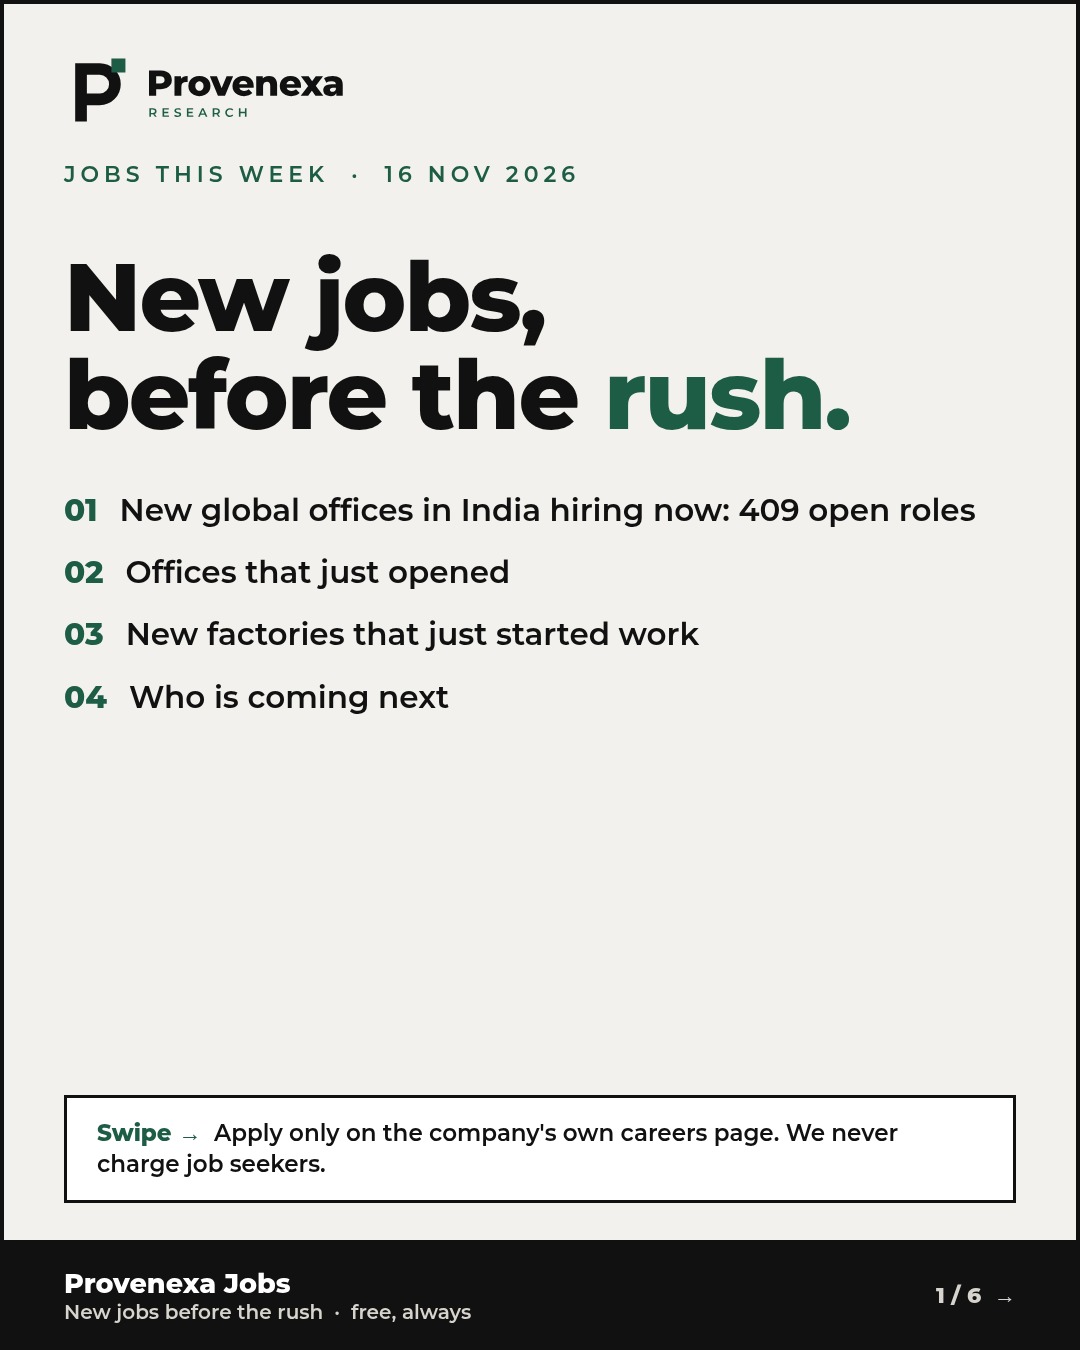 Provenexa
RESEARCH
JOBS THIS WEEK · 16 NOV 2026
New jobs,
before the rush.
01 New global offices in India hiring now: 409 open roles
02 Offices that just opened
03 New factories that just started work
04 Who is coming next
Swipe → Apply only on the company's own careers page. We never
charge job seekers.
Provenexa Jobs
New jobs before the rush · free, always
1 / 6 →